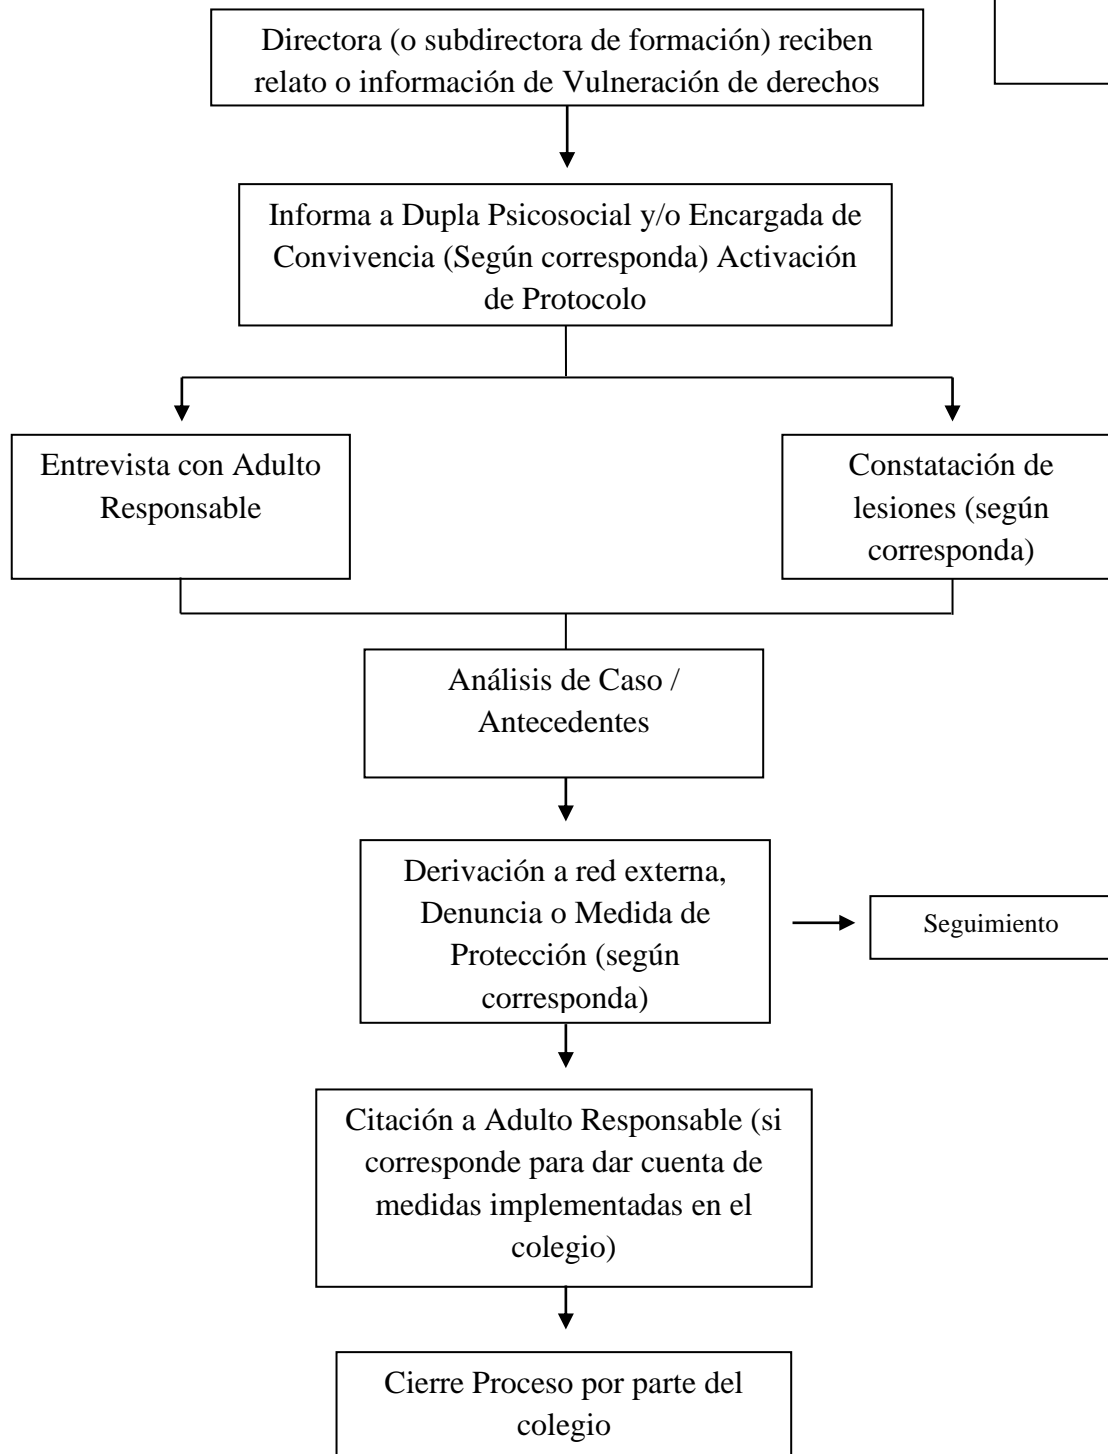 Directora (o subdirectora de formación) reciben
relato o información de Vulneración de derechos
Informa a Dupla Psicosocial y/o Encargada de
Convivencia (Según corresponda) Activación
de Protocolo
Entrevista con Adulto
Responsable
Constatación de
lesiones (según
corresponda)
Análisis de Caso /
Antecedentes
Derivación a red externa,
Denuncia o Medida de
Protección (según
corresponda)
Seguimiento
Citación a Adulto Responsable (si
corresponde para dar cuenta de
medidas implementadas en el
colegio)
Cierre Proceso por parte del
colegio